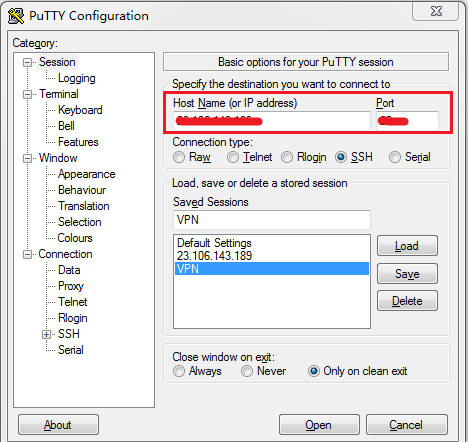 PuTTY Configuration
Category:
Session
Logging
Terminal
Keyboard
Bell
Features
Window
Appearance
Behaviour
Translation
Selection
Colours
Connection
Data
Proxy
Telnet
Rlogin
SSH
Serial
Basic options for your PuTTY session
Specify the destination you want to connect to
Host Name (or IP address) Port
Connection type:
Raw Telnet Rlogin SSH Serial
Load, save or delete a stored session
Saved Sessions
VPN
Default Settings
23.106.143.189
VPN
Load
Save
Delete
Close window on exit:
Always Never Only on clean exit
About Open Cancel